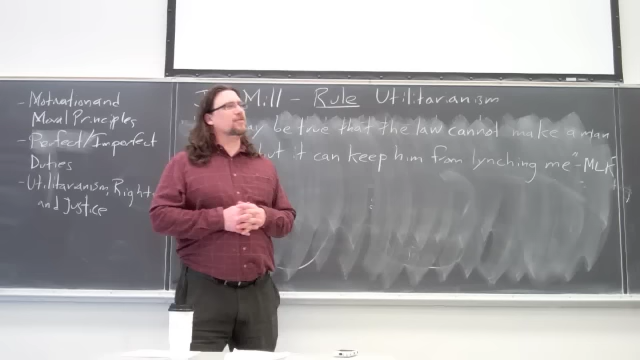 - Motivation and
Moral Principles
- Perfect/Imperfect
Duties
- Utilitarianism, Right
and Justice
J Mill - Rule Utilitarianism
be true that the law cannot make a man
but it can keep him from lynching me" - MLK